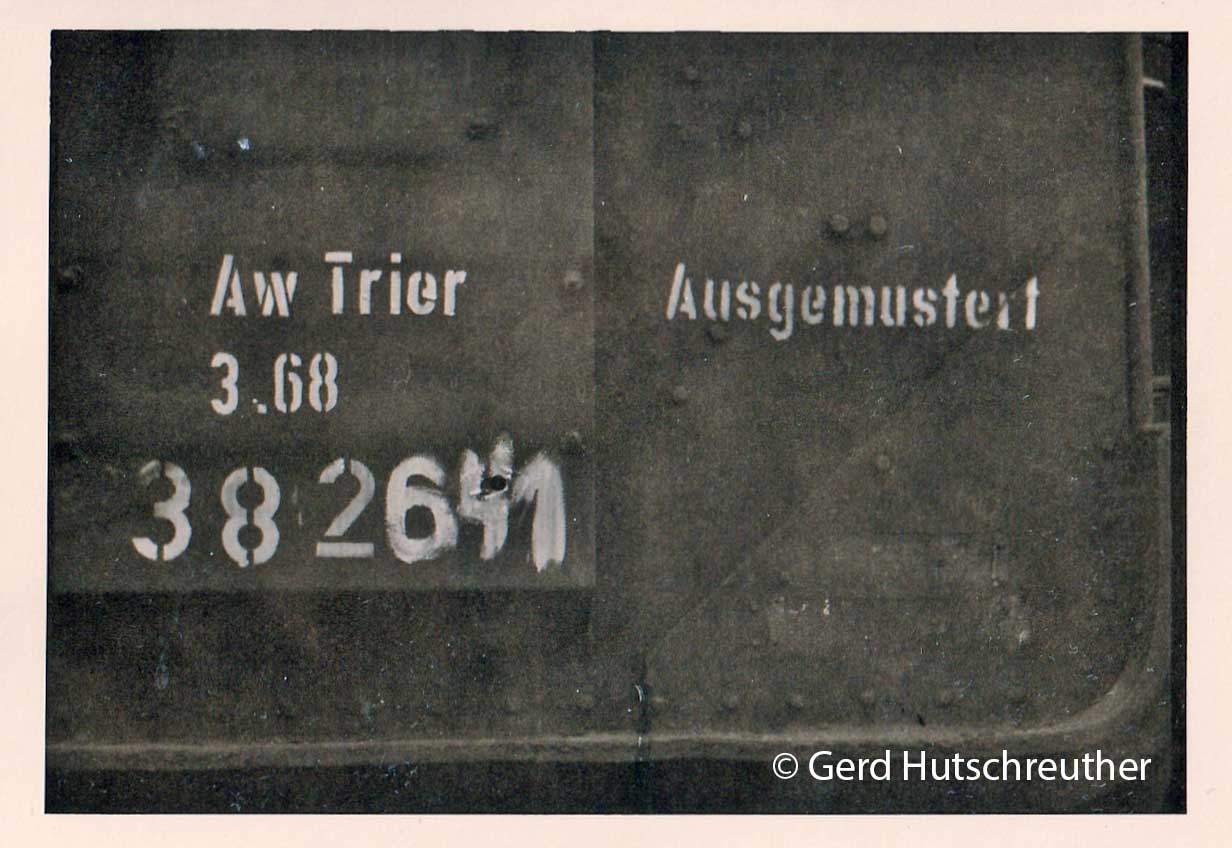 Aw Trier
3.68
38 2641
Ausgemustert
© Gerd Hutschreuther